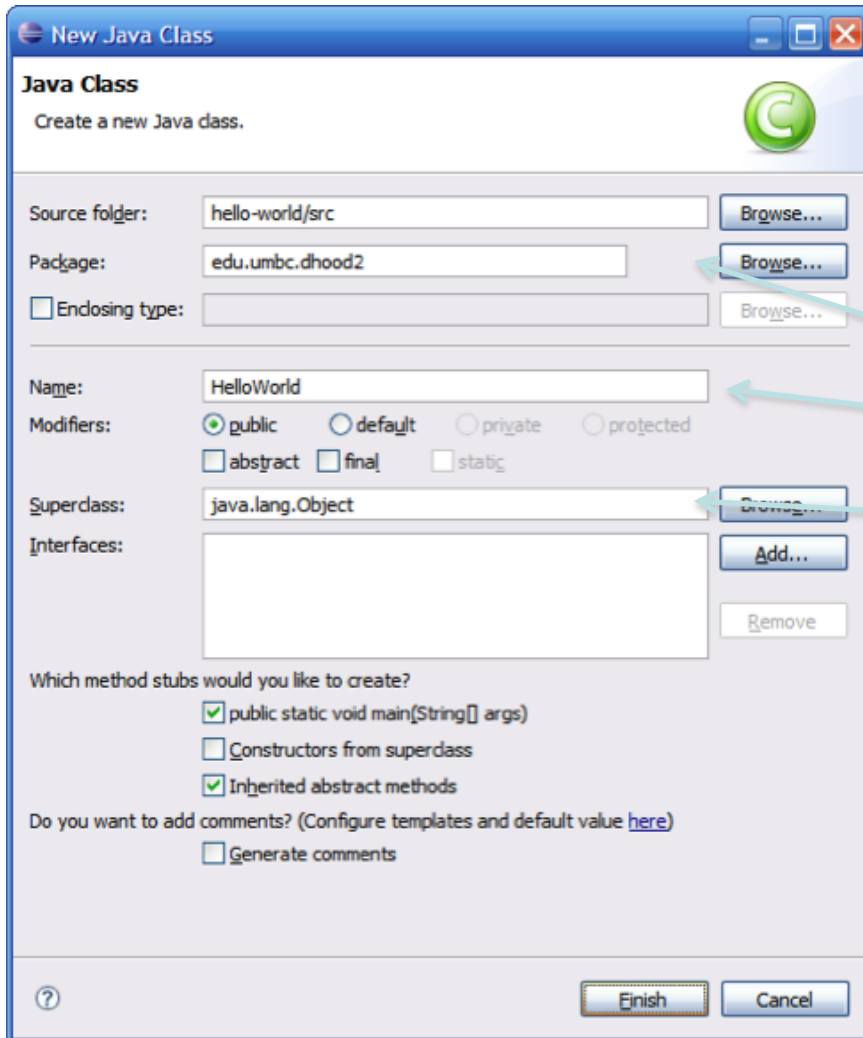 New Java Class
Java Class
Create a new Java class.
Source folder: hello-world/src Browse...
Package: edu.umbc.dhood2 Browse...
Enclosing type: Browse...
Name: HelloWorld
Modifiers: public default private protected
abstract final static
Superclass: java.lang.Object Browse...
Interfaces: Add...
Remove
Which method stubs would you like to create?
public static void main(String[] args)
Constructors from superclass
Inherited abstract methods
Do you want to add comments? (Configure templates and default value here)
Generate comments
? Finish Cancel